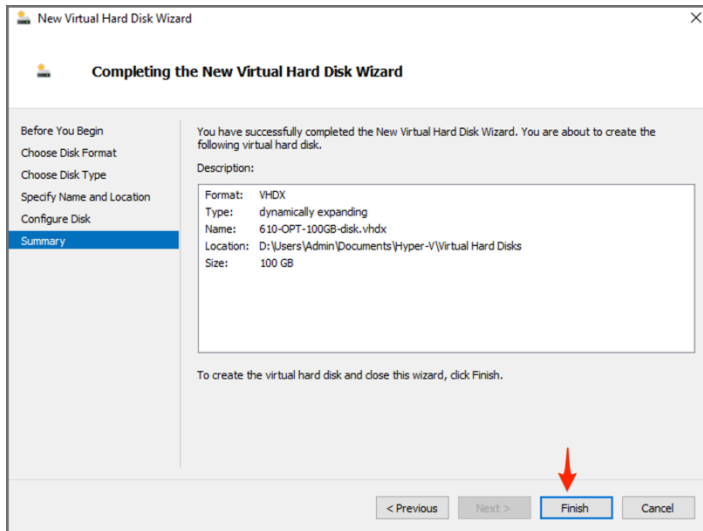 New Virtual Hard Disk Wizard
Completing the New Virtual Hard Disk Wizard
Before You Begin
Choose Disk Format
Choose Disk Type
Specify Name and Location
Configure Disk
Summary
You have successfully completed the New Virtual Hard Disk Wizard. You are about to create the
following virtual hard disk.
Description:
Format: VHDX
Type: dynamically expanding
Name: 610-OPT-100GB-disk.vhdx
Location: D:\Users\Admin\Documents\Hyper-V\Virtual Hard Disks
Size: 100 GB
To create the virtual hard disk and close this wizard, click Finish.
< Previous
Next >
Finish
Cancel